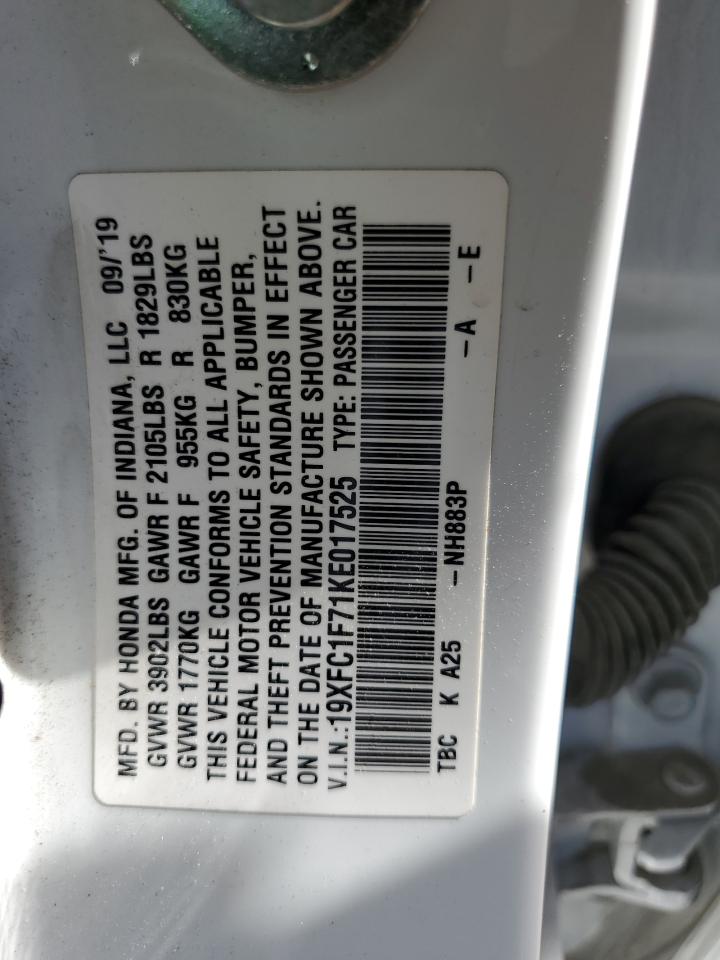 MFD. BY HONDA MFG. OF INDIANA, LLC 09/'19
GVWR 3902LBS GAWR F 2105LBS R 1829LBS
GVWR 1770KG GAWR F 955KG R 830KG
THIS VEHICLE CONFORMS TO ALL APPLICABLE
FEDERAL MOTOR VEHICLE SAFETY, BUMPER,
AND THEFT PREVENTION STANDARDS IN EFFECT
ON THE DATE OF MANUFACTURE SHOWN ABOVE.
V.I.N.:19XFC1F71KE017525 TYPE: PASSENGER CAR
TBC K A25 -NH883P -A -E